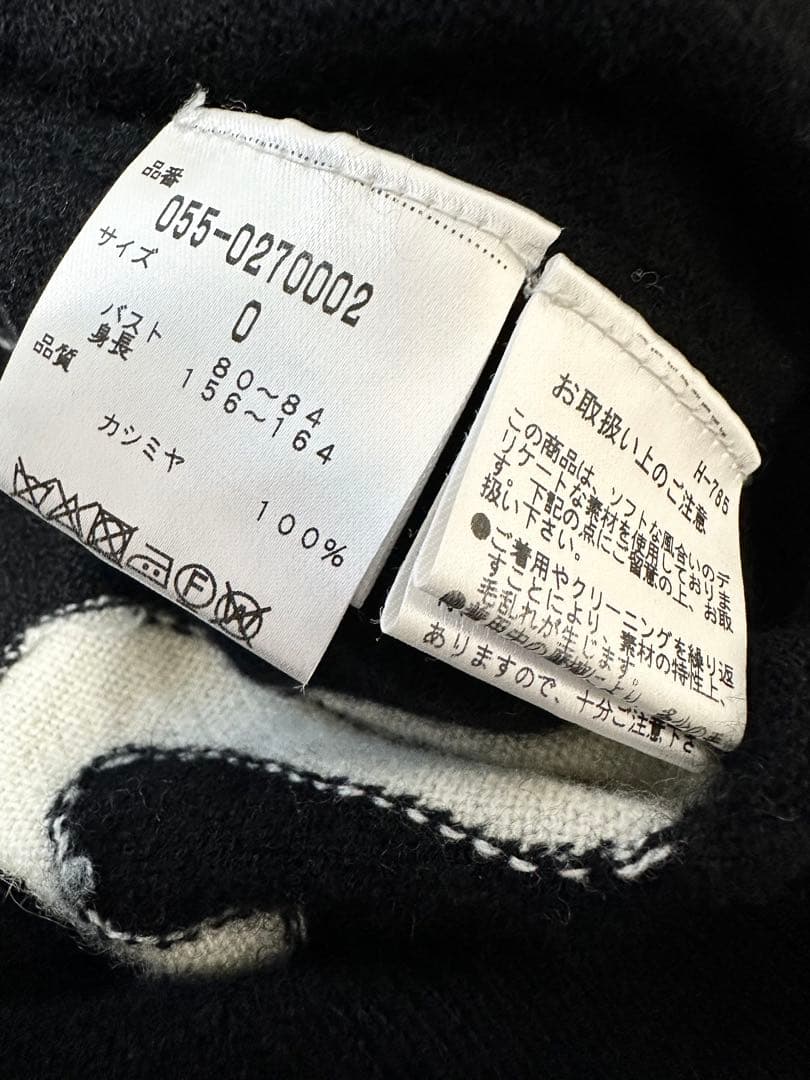 品番
055-0270002
サイズ
0
バスト 80～84
身長 156～164
品質
カシミヤ
100%
F
H-765
お取扱い上のご注意
この商品は、ソフトな風合いのデ
リケートな素材を使用しておりま
す。下記の点にご留意の上、お取
扱い下さい。
●ご着用やクリーニングを繰り返
すことにより、素材の特性上、
毛乱れが生じます。
ありますので、十分ご注意下さ